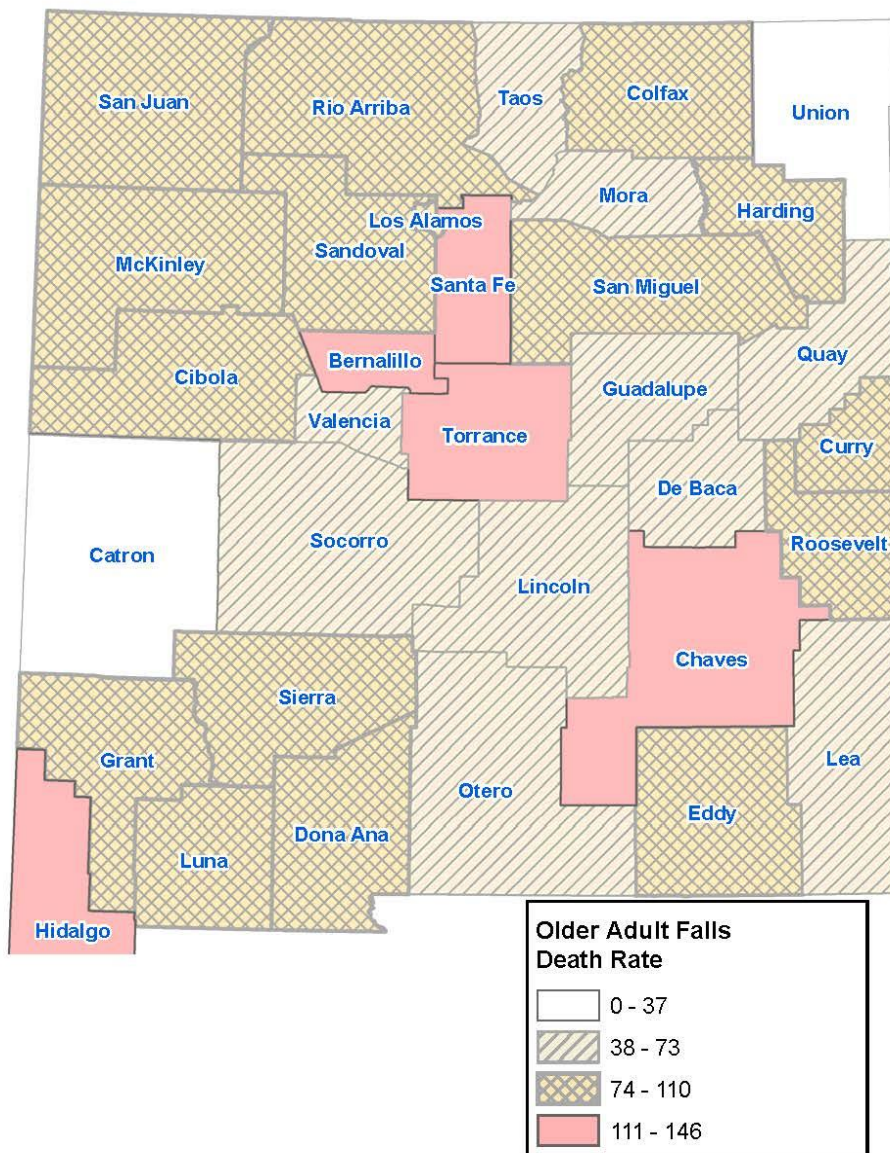 San Juan
Rio Arriba
Taos
Colfax
Union
Mora
Harding
Los Alamos
Sandoval
McKinley
Santa Fe
San Miguel
Quay
Bernalillo
Cibola
Guadalupe
Valencia
Torrance
Curry
De Baca
Roosevelt
Catron
Socorro
Lincoln
Chaves
Sierra
Grant
Lea
Otero
Eddy
Dona Ana
Luna
Hidalgo
Older Adult Falls
Death Rate
0 - 37
38 - 73
74 - 110
111 - 146